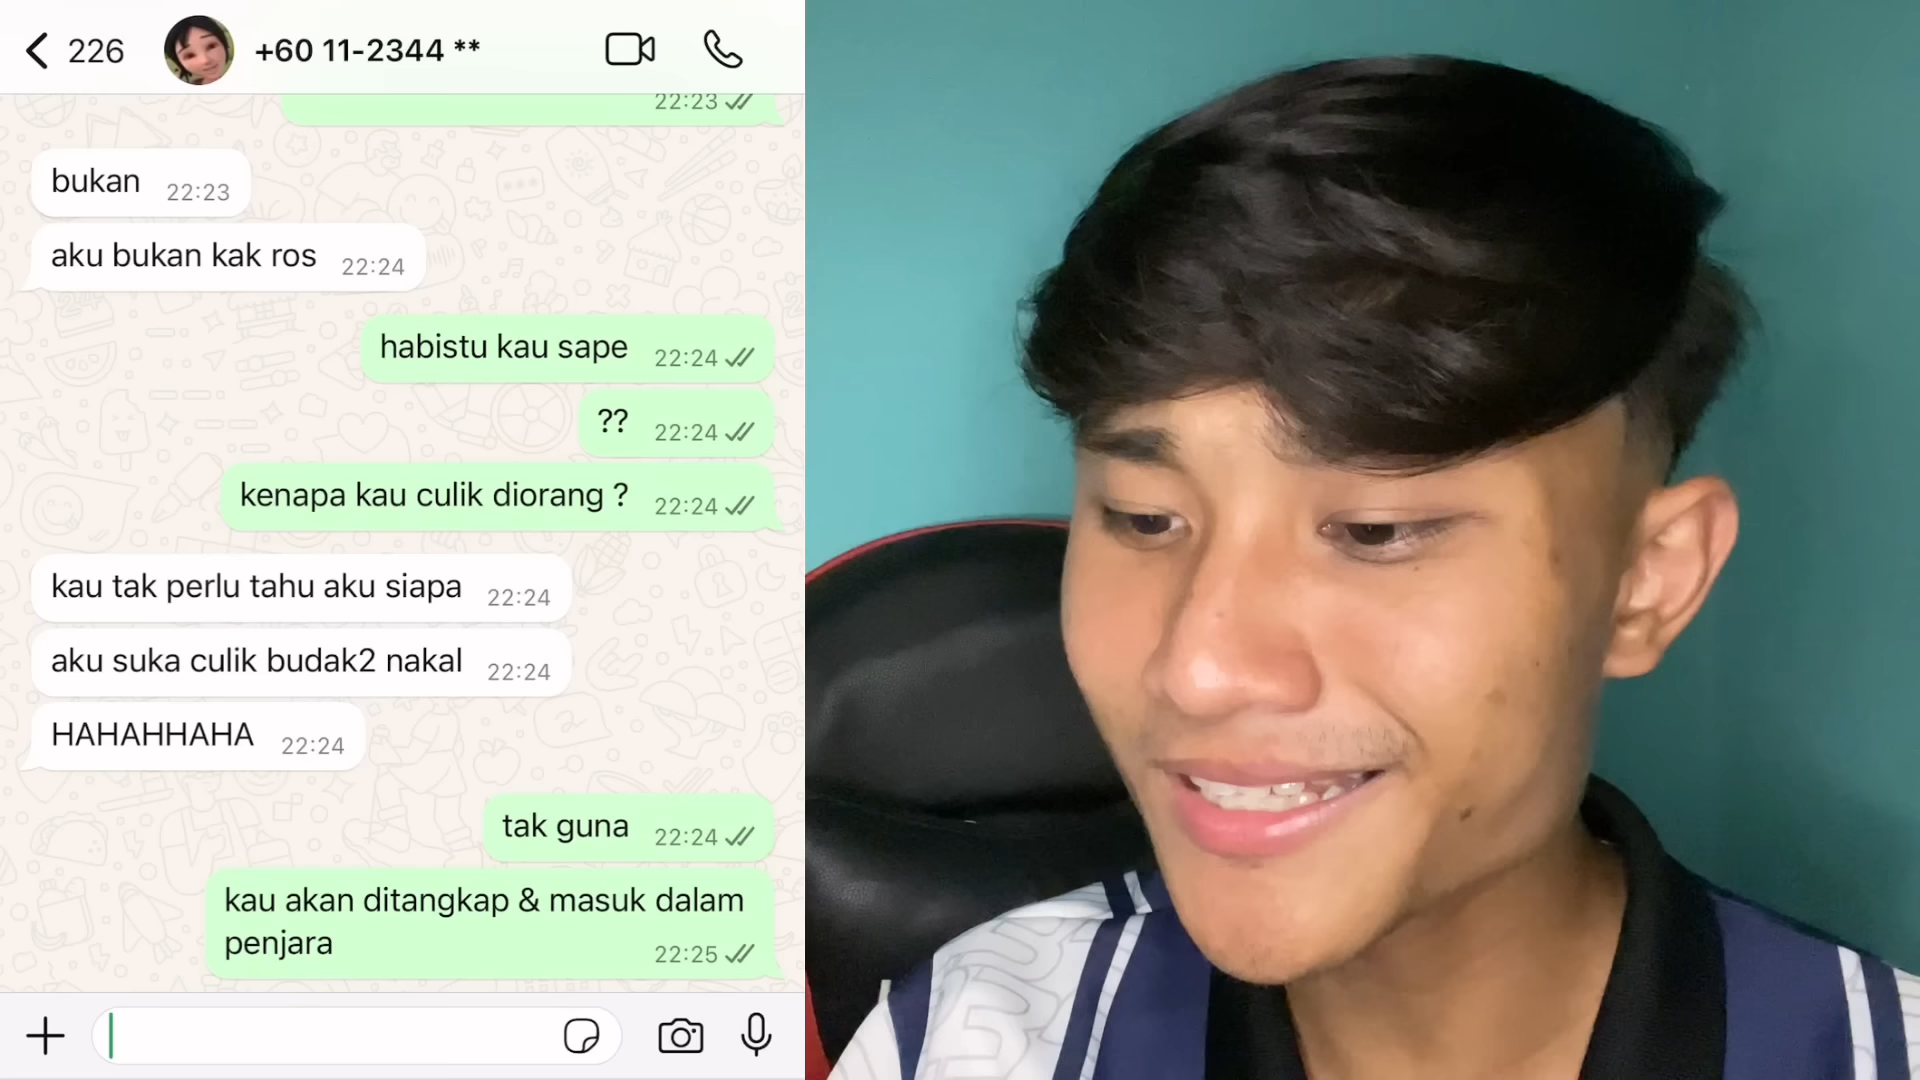 226
+60 11-2344 **
22:23
bukan 22:23
aku bukan kak ros 22:24
habistu kau sape 22:24
?? 22:24
kenapa kau culik diorang ? 22:24
kau tak perlu tahu aku siapa 22:24
aku suka culik budak2 nakal 22:24
HAHAHHAHA 22:24
tak guna 22:24
kau akan ditangkap & masuk dalam
penjara 22:25